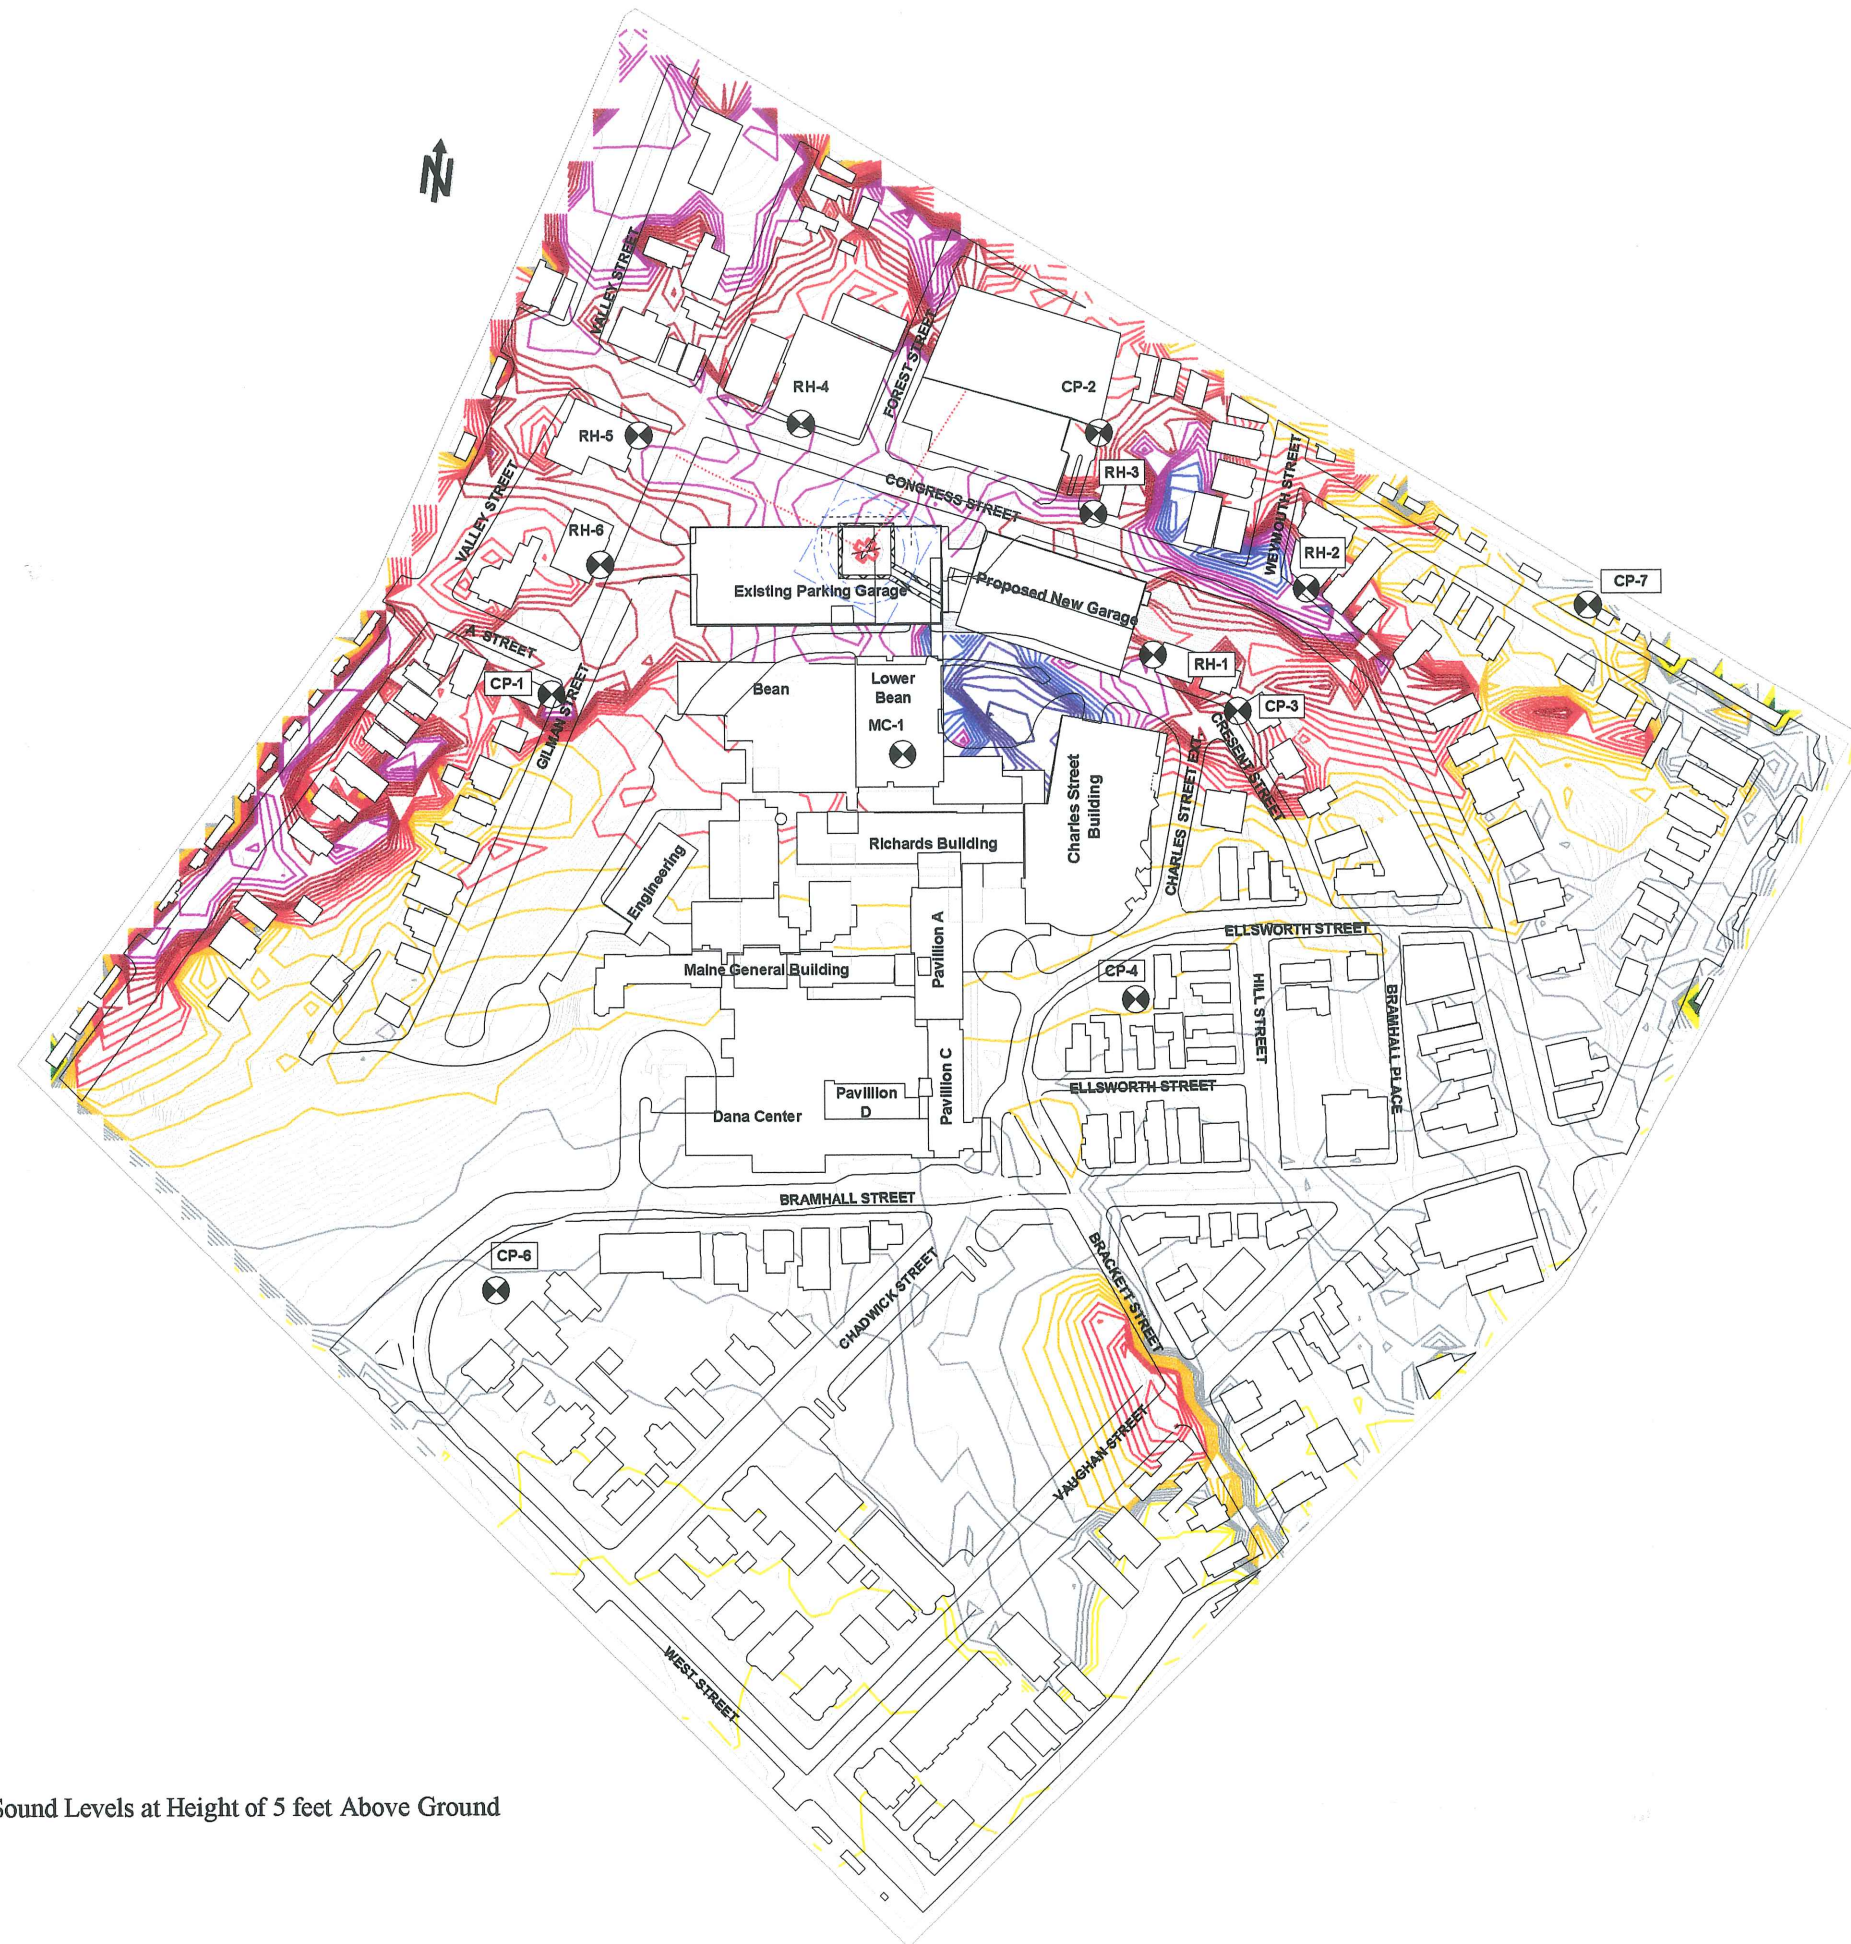 N
VALLEY STREET
FOREST STREET
RH-4
CP-2
RH-5
RH-3
CONGRESS STREET
WEYMOUTH STREET
VALLEY STREET
RH-6
RH-2
CP-7
Existing Parking Garage
Proposed New Garage
A STREET
RH-1
CP-1
GILMAN STREET
Bean
Lower
Bean
MC-1
CP-3
CRESENT STREET
CHARLES STREET EXT.
Charles Street
Building
Richards Building
Engineering
Pavillion A
ELLSWORTH STREET
Maine General Building
CP-4
HILL STREET
BRAMHALL PLACE
Pavillion C
ELLSWORTH STREET
Pavillion
D
Dana Center
BRAMHALL STREET
CP-6
CHADWICK STREET
BRACKETT STREET
VAUGHAN STREET
WEST STREET
Sound Levels at Height of 5 feet Above Ground